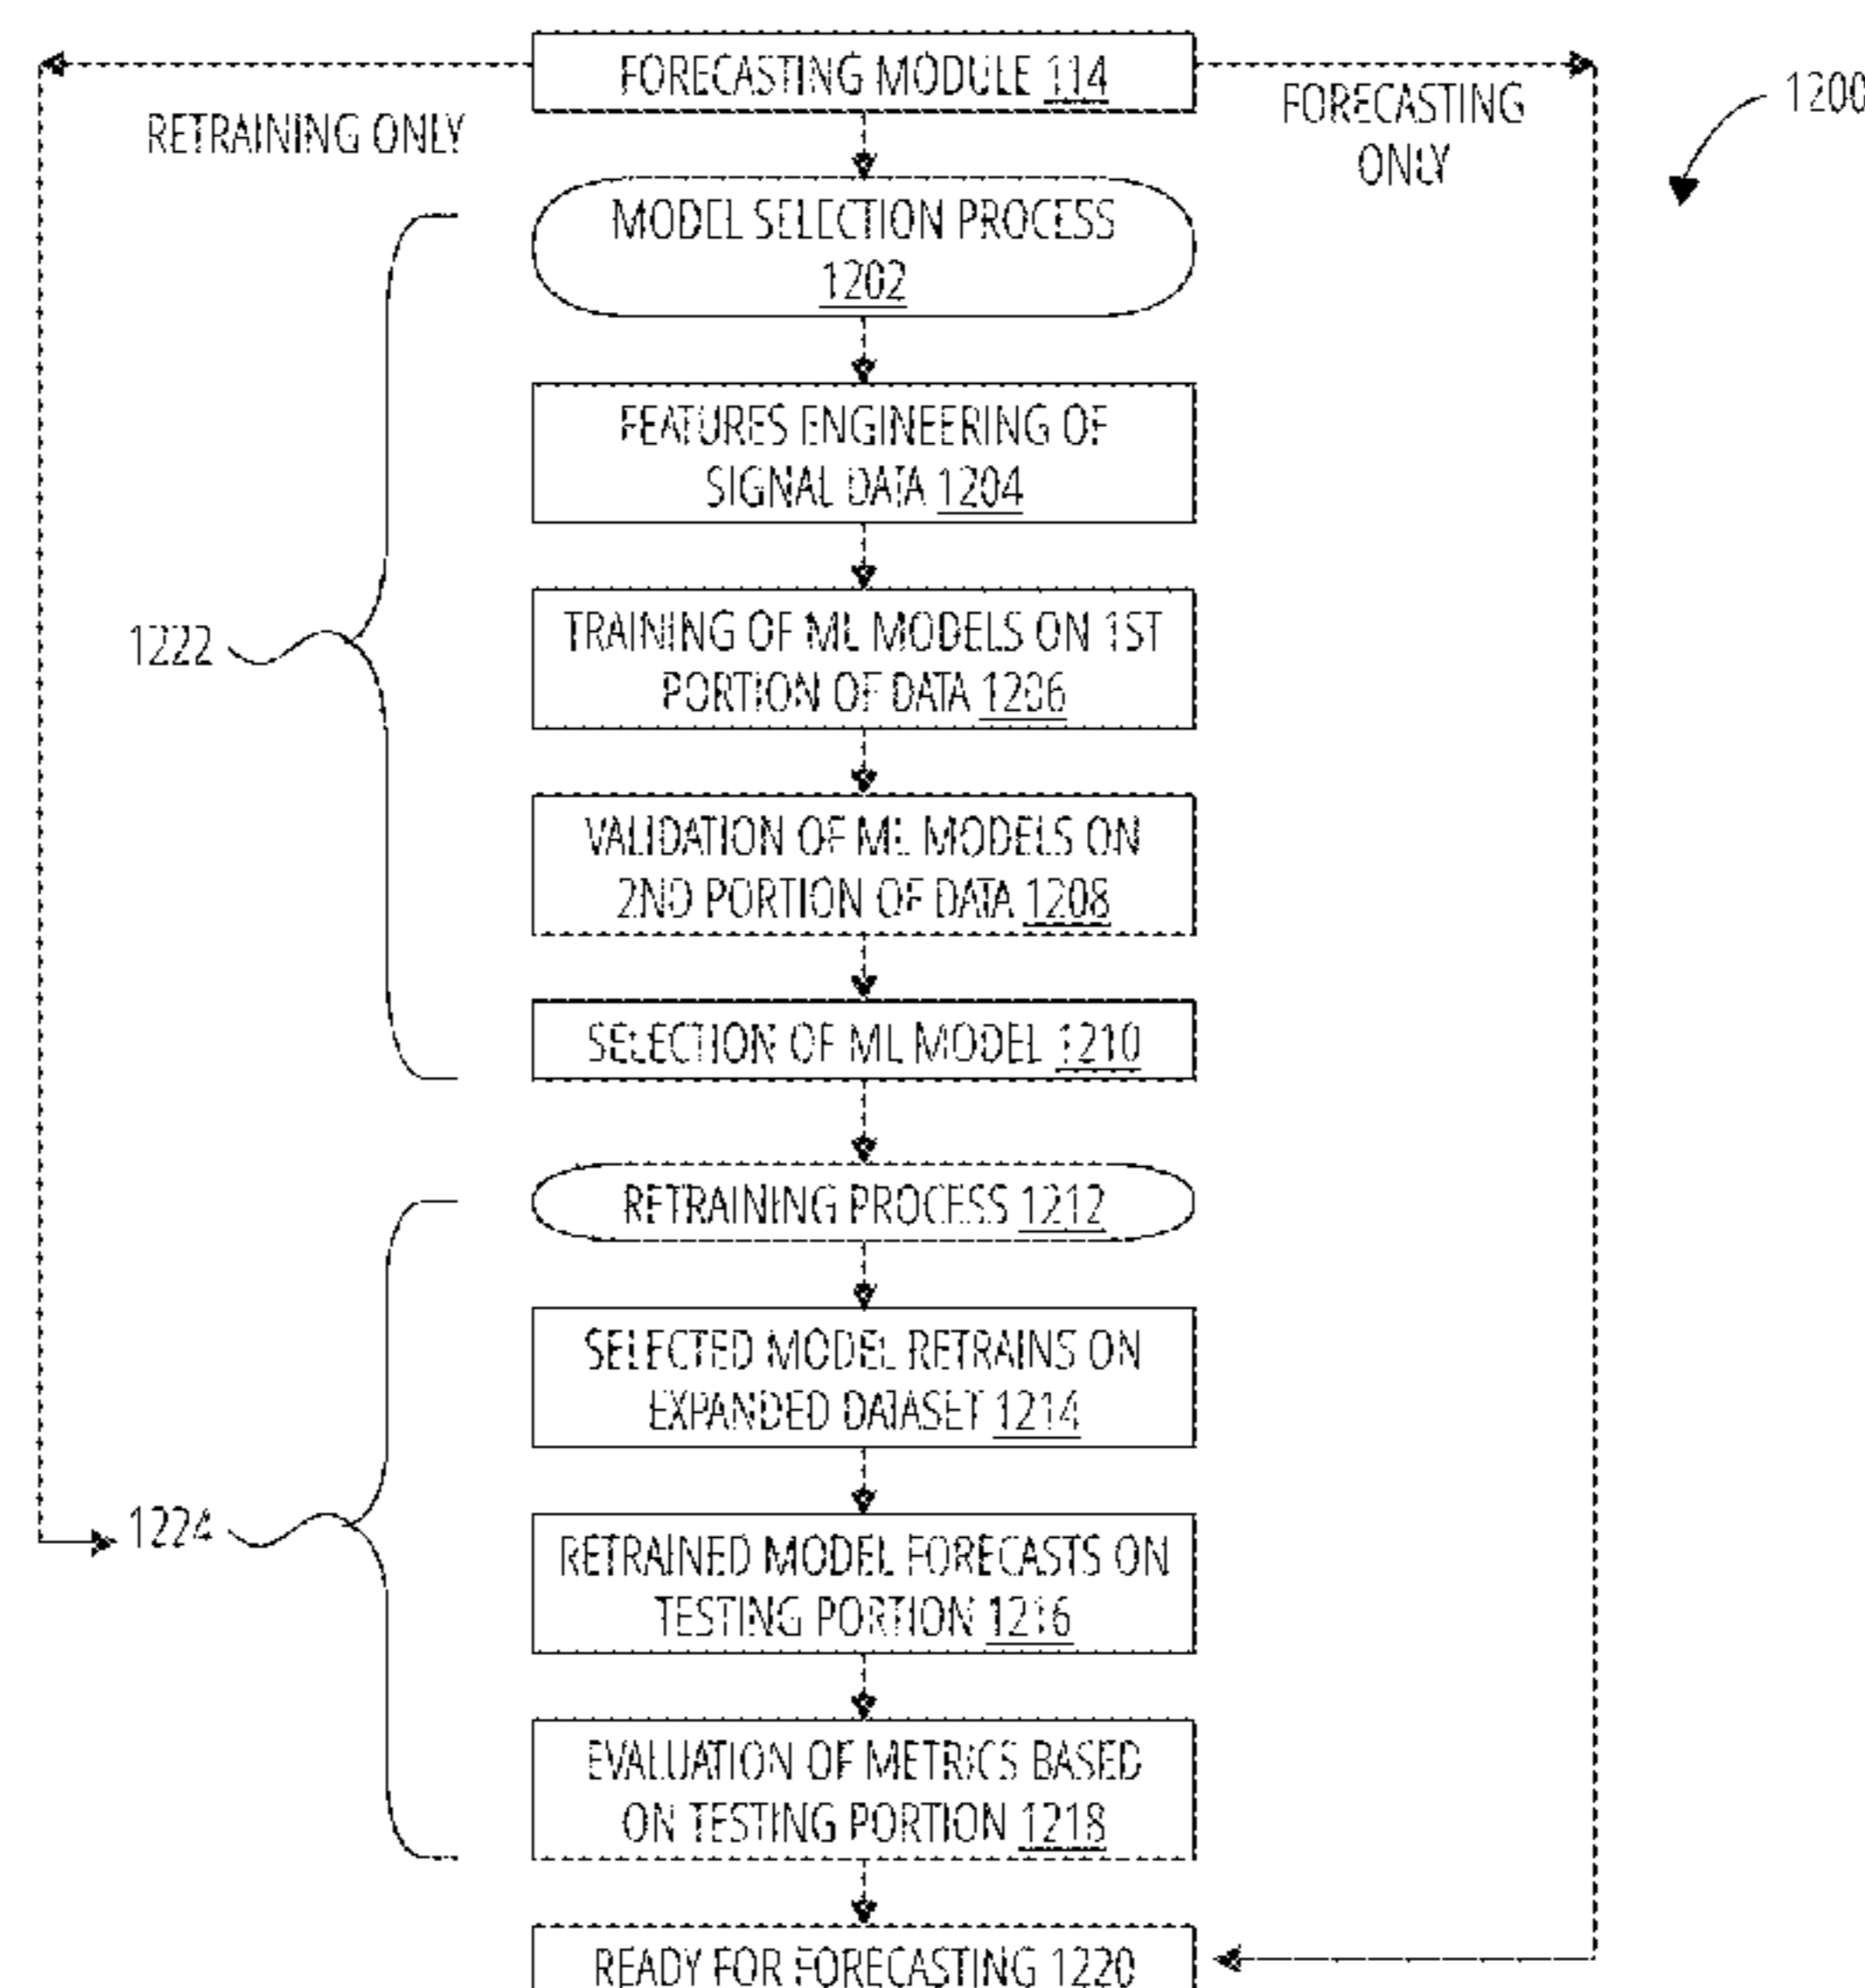 FORECASTING MODULE 114
RETRAINING ONLY
FORECASTING
ONLY
1200
MODEL SELECTION PROCESS
1202
FEATURES ENGINEERING OF
SIGNAL DATA 1204
1222
TRAINING OF ML MODELS ON 1ST
PORTION OF DATA 1206
VALIDATION OF ML MODELS ON
2ND PORTION OF DATA 1208
SELECTION OF ML MODEL 1210
RETRAINING PROCESS 1212
SELECTED MODEL RETRAINS ON
EXPANDED DATASET 1214
1224
RETRAINED MODEL FORECASTS ON
TESTING PORTION 1216
EVALUATION OF METRICS BASED
ON TESTING PORTION 1218
READY FOR FORECASTING 1220